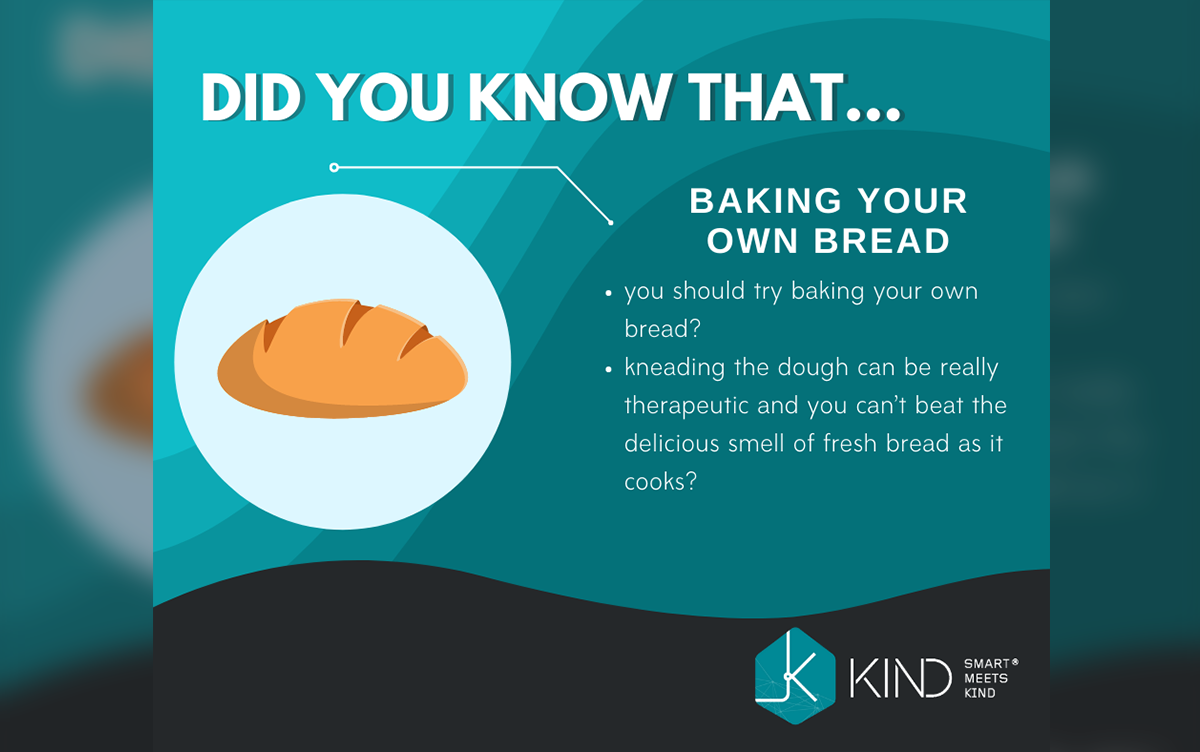 DID YOU KNOW THAT...
BAKING YOUR
OWN BREAD
• you should try baking your own
bread?
• kneading the dough can be really
therapeutic and you can’t beat the
delicious smell of fresh bread as it
cooks?
KIND
SMART®
MEETS
KIND